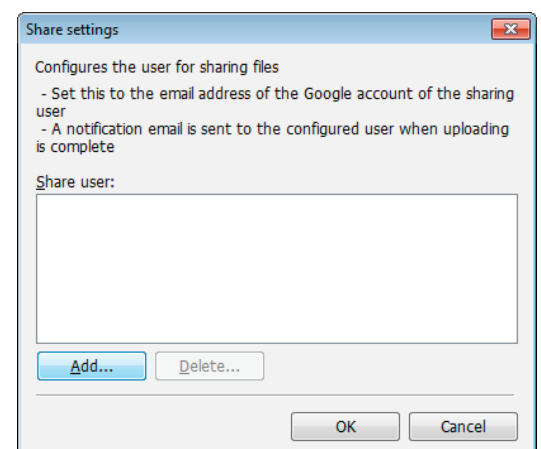 Share settings
Configures the user for sharing files
- Set this to the email address of the Google account of the sharing
user
- A notification email is sent to the configured user when uploading
is complete
Share user:
Add... Delete...
OK Cancel